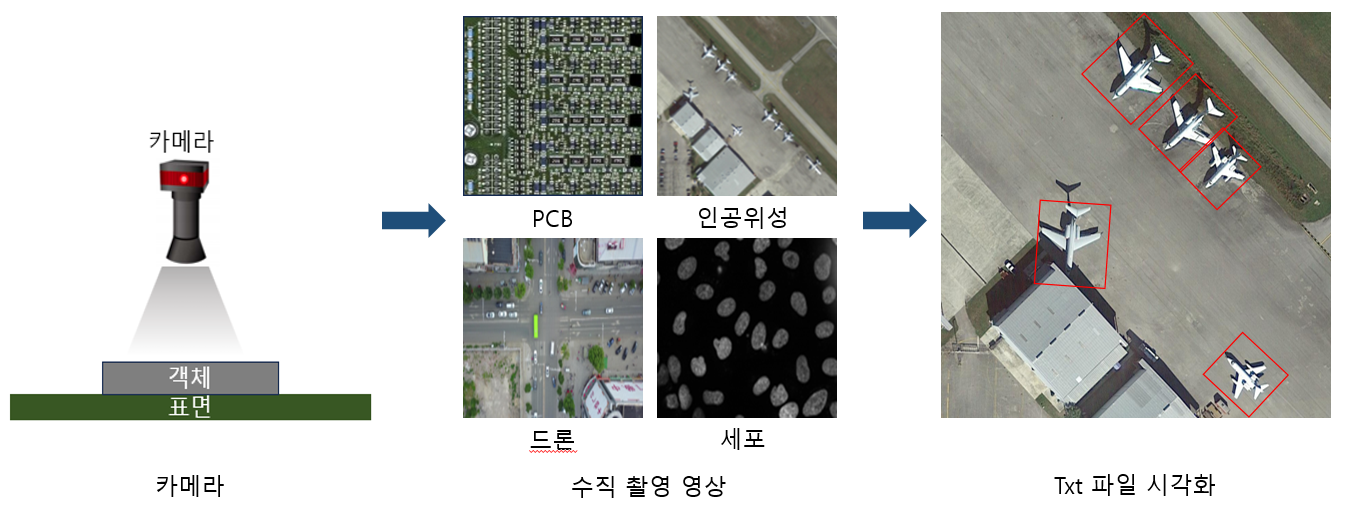 카메라
객체
표면
카메라
PCB
인공위성
드론
세포
수직 촬영 영상
Txt 파일 시각화